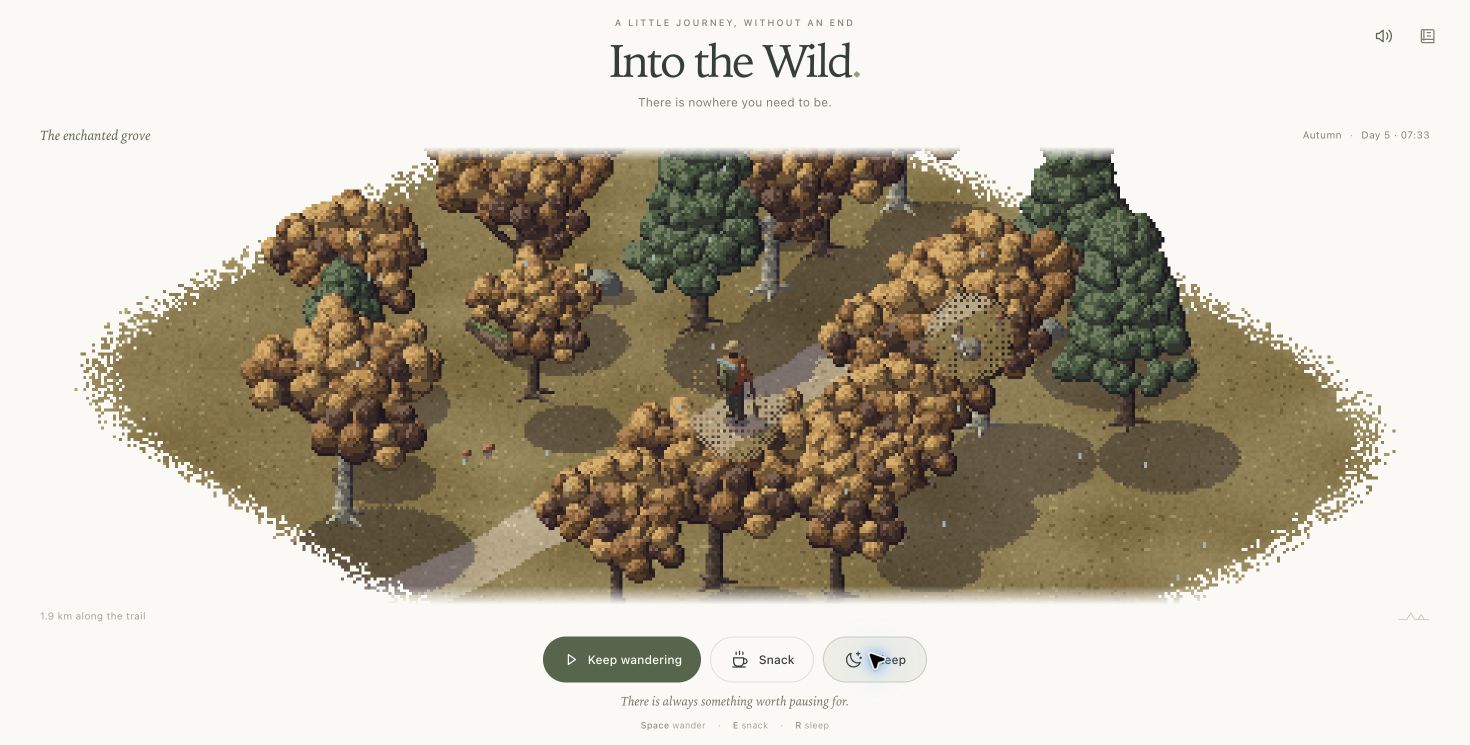 A LITTLE JOURNEY, WITHOUT AN END
Into the Wild.
There is nowhere you need to be.
The enchanted grove
Autumn · Day 5 · 07:33
1.9 km along the trail
Keep wandering
Snack
There is always something worth pausing for.
Space wander · E snack · R sleep